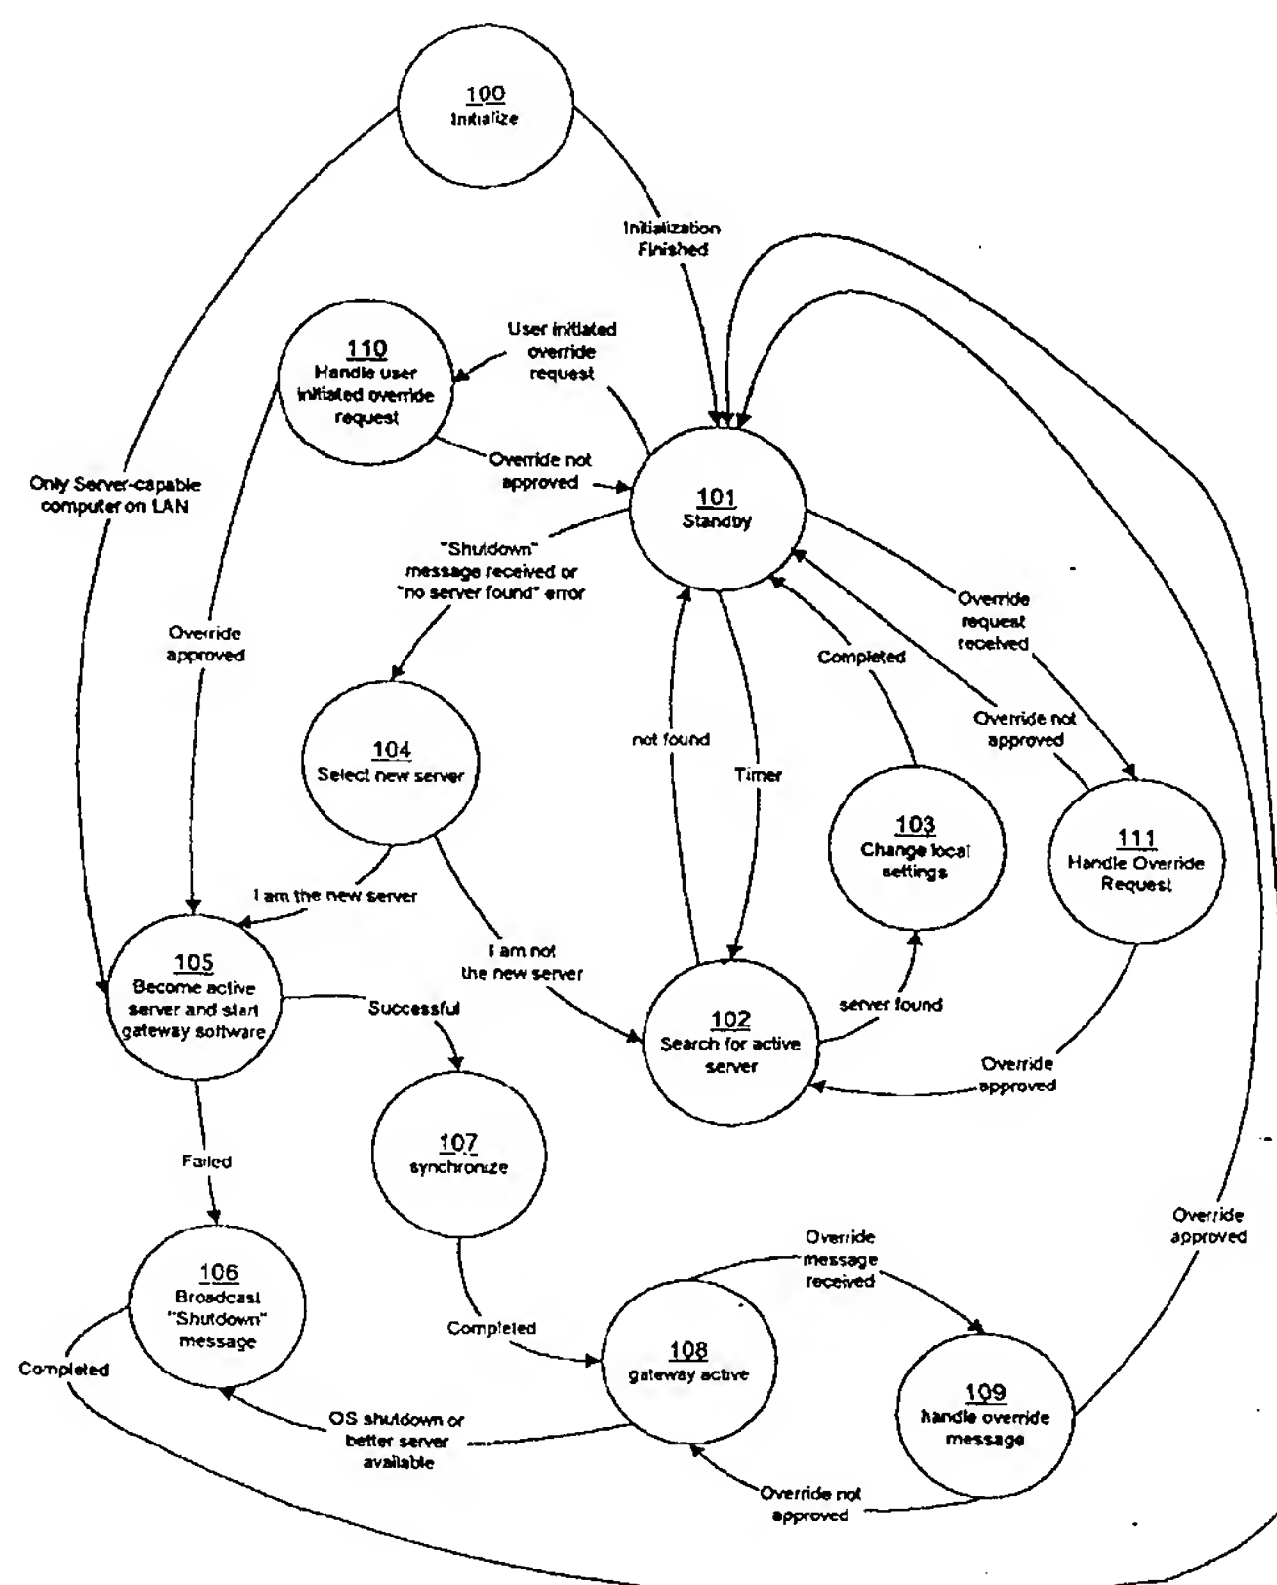 100
Initialize
Initialization
Finished
User initiated
override
request
110
Handle user
initiated override
request
Override not
approved
Only Server-capable
computer on LAN
101
Standby
"Shutdown"
message received or
"no server found" error
Override
request
received
Override
approved
Completed
Override not
approved
not found
104
Select new server
Timer
103
Change local
settings
111
Handle Override
Request
I am the new server
I am not
the new server
105
Become active
server and start
gateway software
Successful
server found
102
Search for active
server
Override
approved
107
synchronize
Failed
Override
approved
Override
message
received
106
Broadcast
"Shutdown"
message
Completed
Completed
108
gateway active
109
handle override
message
OS shutdown or
better server
available
Override not
approved